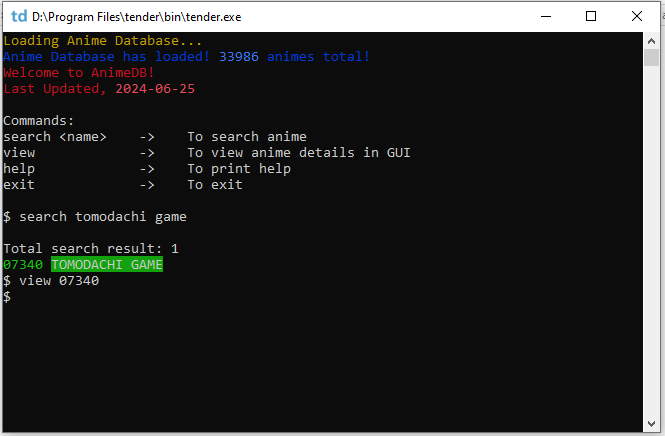 td D:\Program Files\tender\bin\tender.exe
Loading Anime Database...
Anime Database has loaded! 33986 animes total!
Welcome to AnimeDB!
Last Updated, 2024-06-25
Commands:
search <name>    ->    To search anime
view             ->    To view anime details in GUI
help             ->    To print help
exit             ->    To exit
$ search tomodachi game
Total search result: 1
07340 TOMODACHI GAME
$ view 07340
$